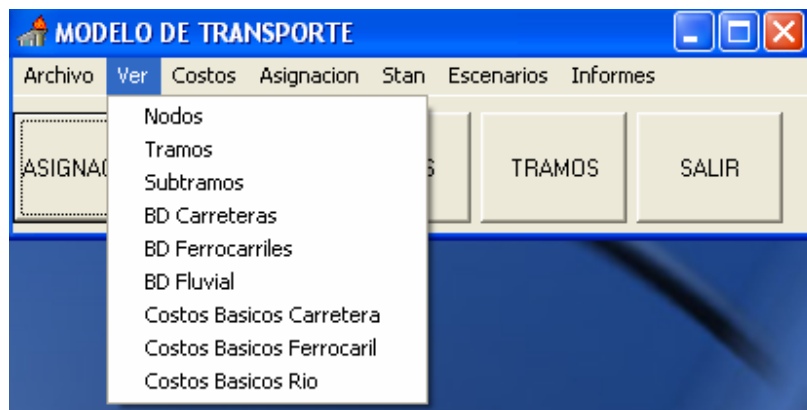 MODELO DE TRANSPORTE
Archivo Ver Costos Asignacion Stan Escenarios Informes
TRAMOS SALIR
Nodos
Tramos
Subtramos
BD Carreteras
BD Ferrocarriles
BD Fluvial
Costos Basicos Carretera
Costos Basicos Ferrocaril
Costos Basicos Rio